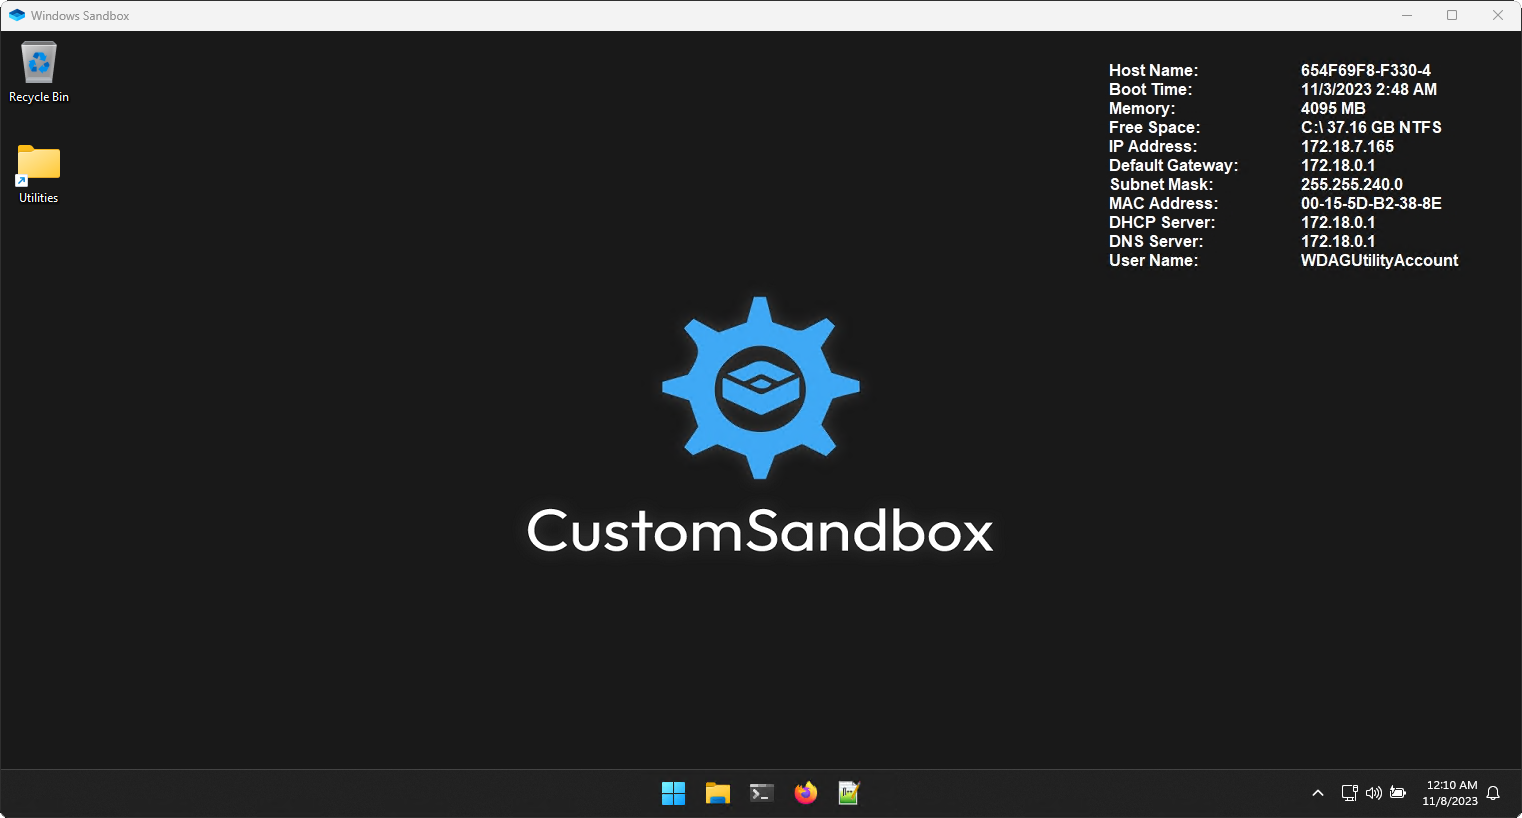 Windows Sandbox
Recycle Bin
Utilities
Host Name: 654F69F8-F330-4
Boot Time: 11/3/2023 2:48 AM
Memory: 4095 MB
Free Space: C:\ 37.16 GB NTFS
IP Address: 172.18.7.165
Default Gateway: 172.18.0.1
Subnet Mask: 255.255.240.0
MAC Address: 00-15-5D-B2-38-8E
DHCP Server: 172.18.0.1
DNS Server: 172.18.0.1
User Name: WDAGUtilityAccount
CustomSandbox
12:10 AM
11/8/2023